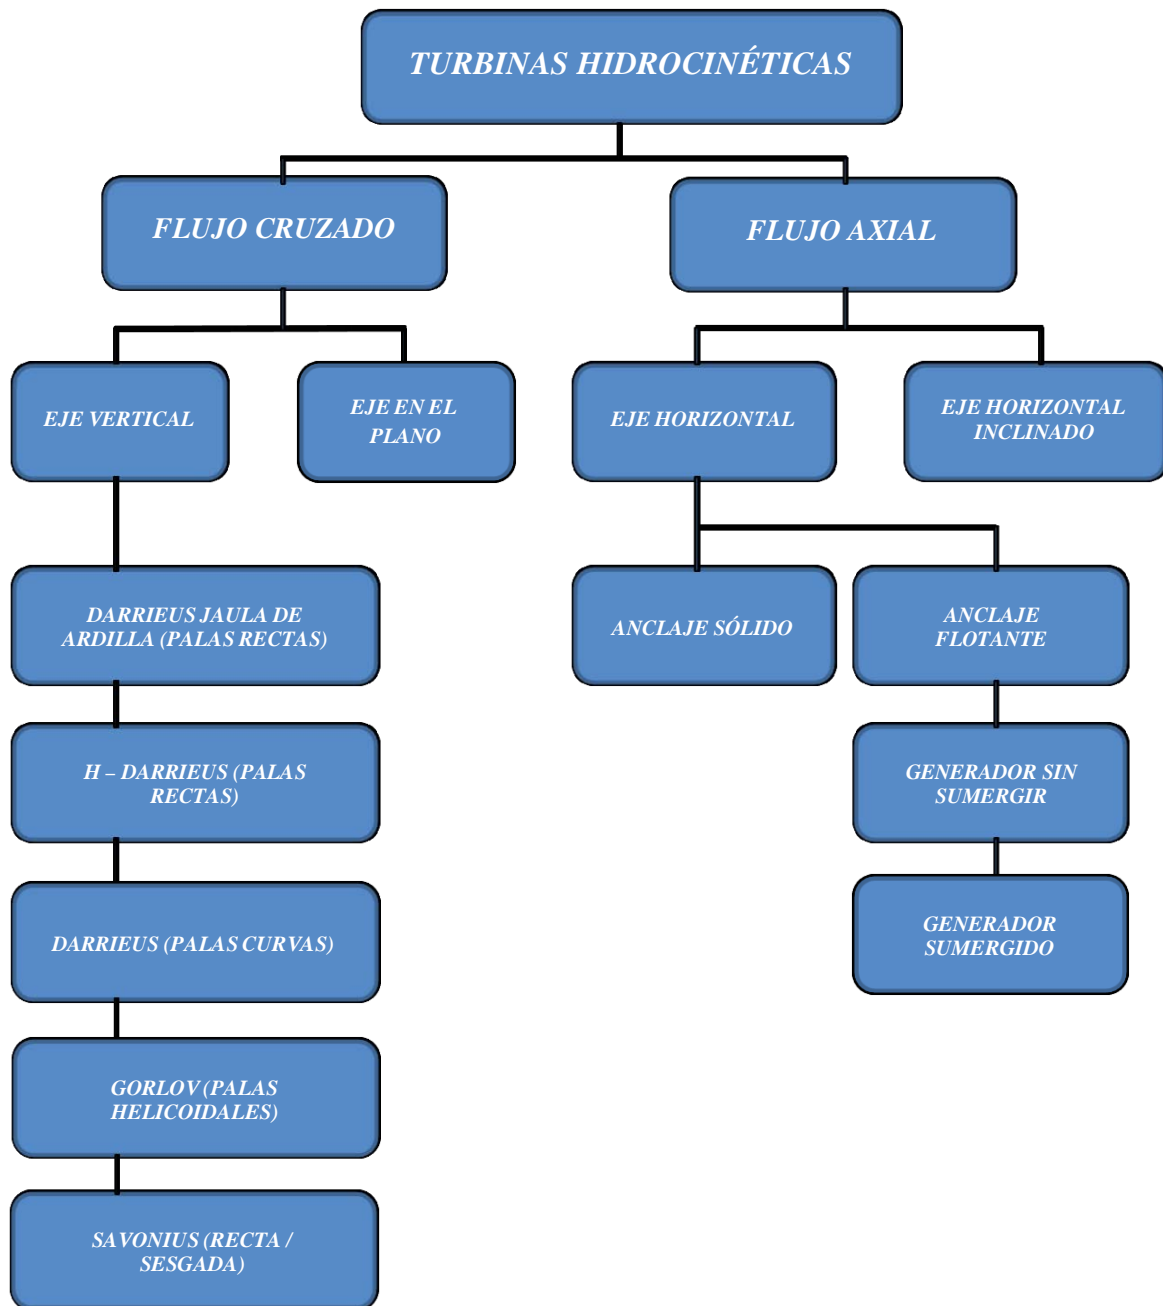 TURBINAS HIDROCINÉTICAS
FLUJO CRUZADO
FLUJO AXIAL
EJE VERTICAL
EJE EN EL
PLANO
EJE HORIZONTAL
EJE HORIZONTAL
INCLINADO
DARRIEUS JAULA DE
ARDILLA (PALAS RECTAS)
ANCLAJE SÓLIDO
ANCLAJE
FLOTANTE
H – DARRIEUS (PALAS
RECTAS)
GENERADOR SIN
SUMERGIR
DARRIEUS (PALAS CURVAS)
GENERADOR
SUMERGIDO
GORLOV (PALAS
HELICOIDALES)
SAVONIUS (RECTA /
SESGADA)